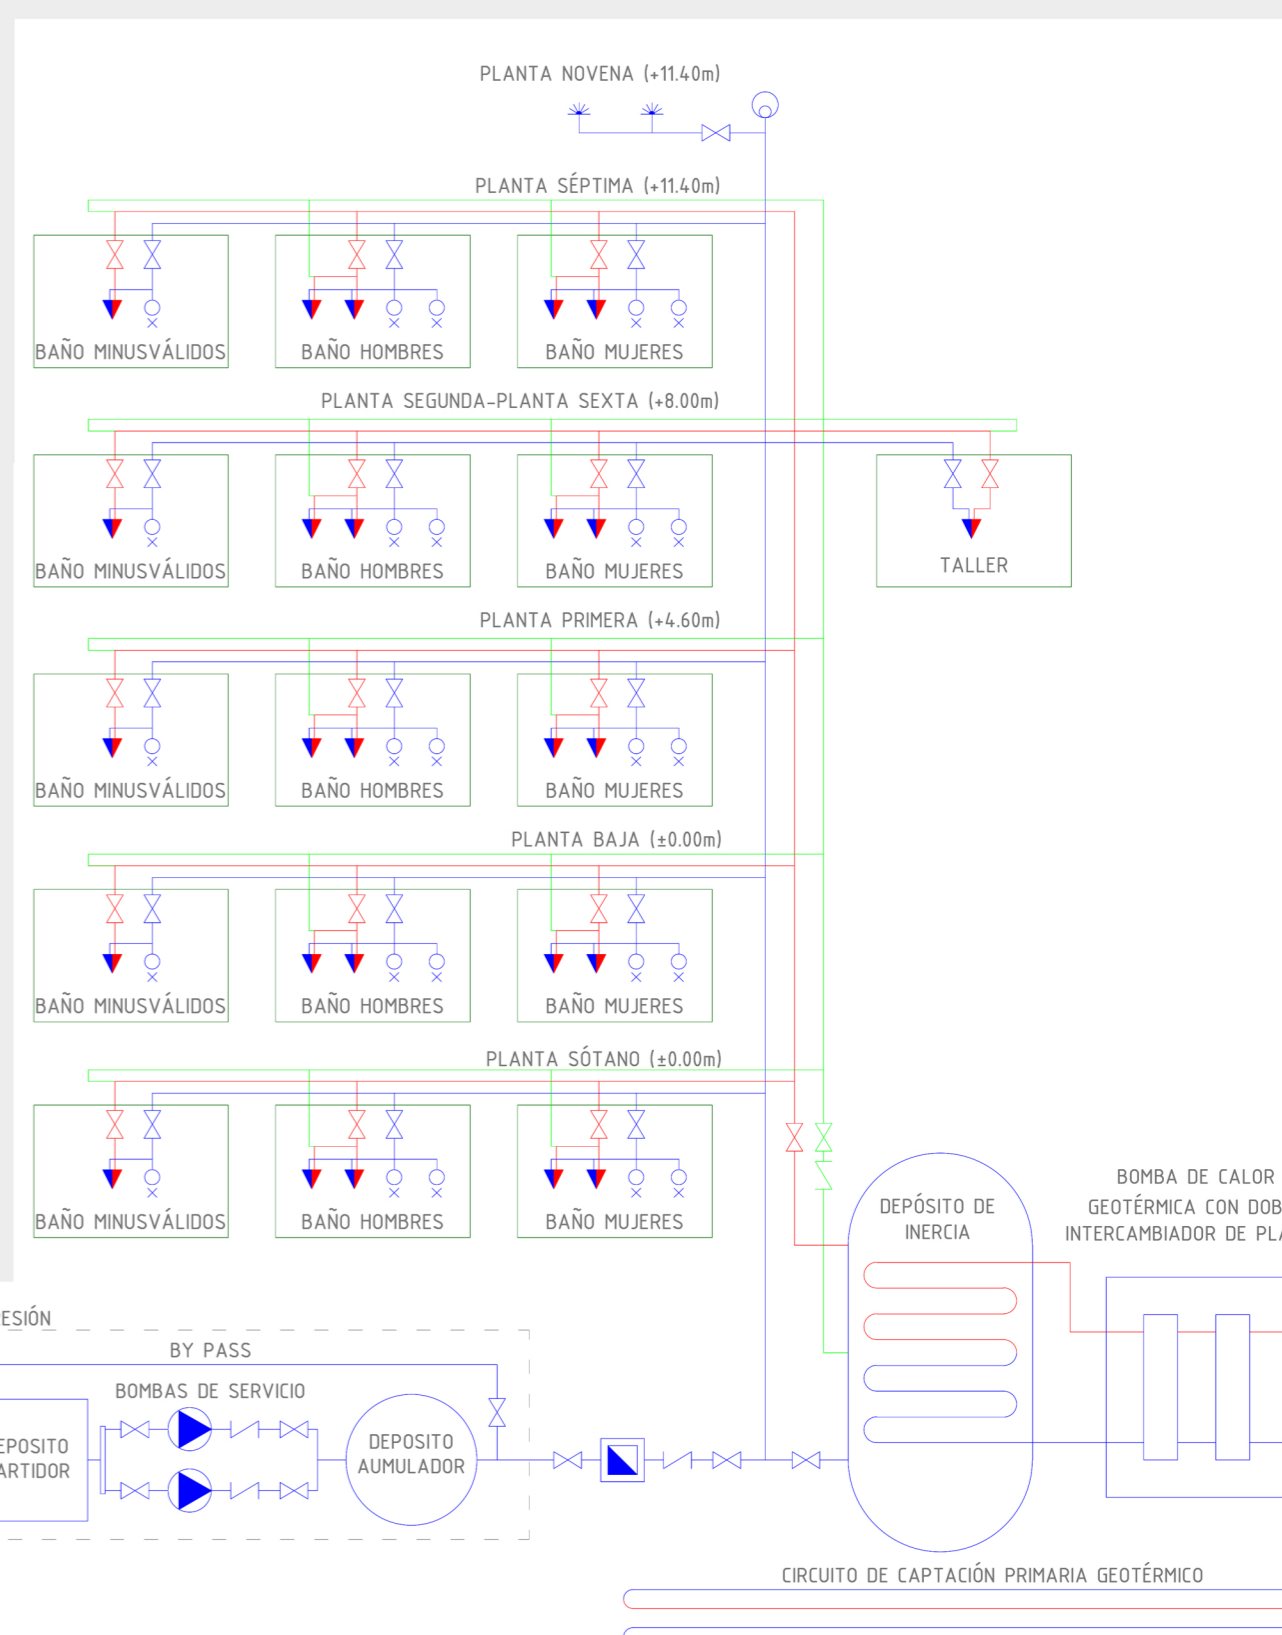 PLANTA NOVENA (+11.40m)
PLANTA SÉPTIMA (+11.40m)
BAÑO MINUSVÁLIDOS
BAÑO HOMBRES
BAÑO MUJERES
PLANTA SEGUNDA-PLANTA SEXTA (+8.00m)
BAÑO MINUSVÁLIDOS
BAÑO HOMBRES
BAÑO MUJERES
TALLER
PLANTA PRIMERA (+4.60m)
BAÑO MINUSVÁLIDOS
BAÑO HOMBRES
BAÑO MUJERES
PLANTA BAJA (±0.00m)
BAÑO MINUSVÁLIDOS
BAÑO HOMBRES
BAÑO MUJERES
PLANTA SÓTANO (±0.00m)
BAÑO MINUSVÁLIDOS
BAÑO HOMBRES
BAÑO MUJERES
DEPÓSITO DE
INERCIA
BOMBA DE CALOR
GEOTÉRMICA CON DOB
INTERCAMBIADOR DE PLA
ESIÓN
BY PASS
BOMBAS DE SERVICIO
EPOSITO
ARTIDOR
DEPOSITO
AUMULADOR
CIRCUITO DE CAPTACIÓN PRIMARIA GEOTÉRMICO